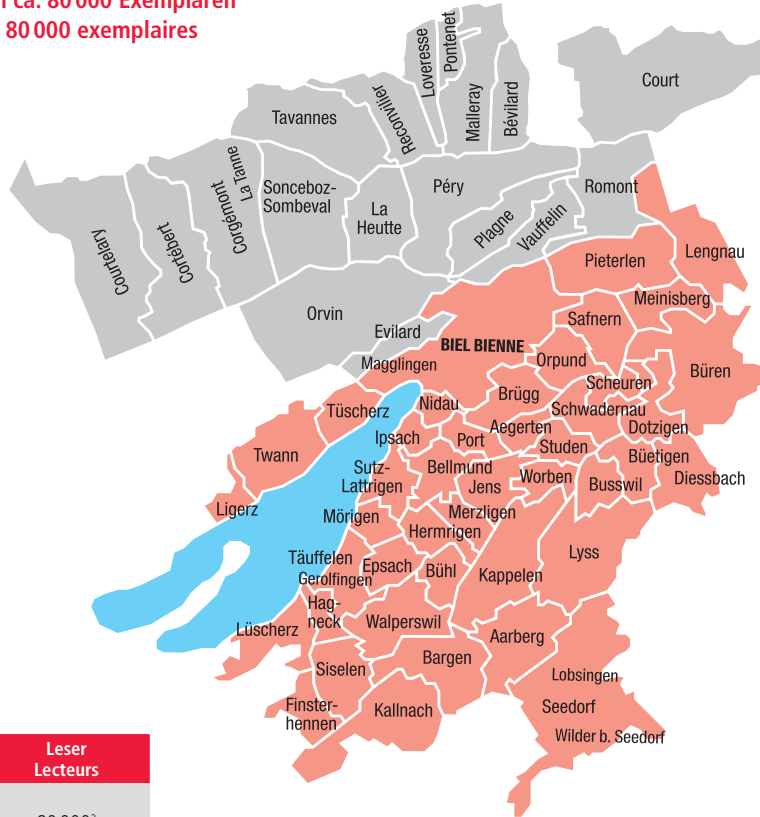 ca. 80 000 Exemplaren
80 000 exemplaires
Loveresse
Pontenet
Court
Tavannes
Reconvilier
Malleray
Bévilard
La Tanne
Corgémont
Sonceboz-
Sombeval
La
Heutte
Péry
Romont
Plagne
Vauffelin
Courtelary
Cortébert
Pieterlen
Lengnau
Meinisberg
Orvin
Evilard
Safnern
BIEL BIENNE
Magglingen
Orpund
Büren
Scheuren
Brügg
Schwadernau
Nidau
Tüscherz
Aegerten
Dotzigen
Ipsach
Port
Studen
Twann
Büetigen
Sutz-
Lattrigen
Bellmund
Jens
Worben
Busswil
Diessbach
Ligerz
Mörigen
Merzligen
Hermrigen
Täuffelen
Gerolfingen
Epsach
Bühl
Kappelen
Lyss
Hag-
neck
Lüscherz
Walperswil
Aarberg
Siselen
Bargen
Lobsingen
Finster-
hennen
Kallnach
Seedorf
Wilder b. Seedorf
Leser
Lecteurs